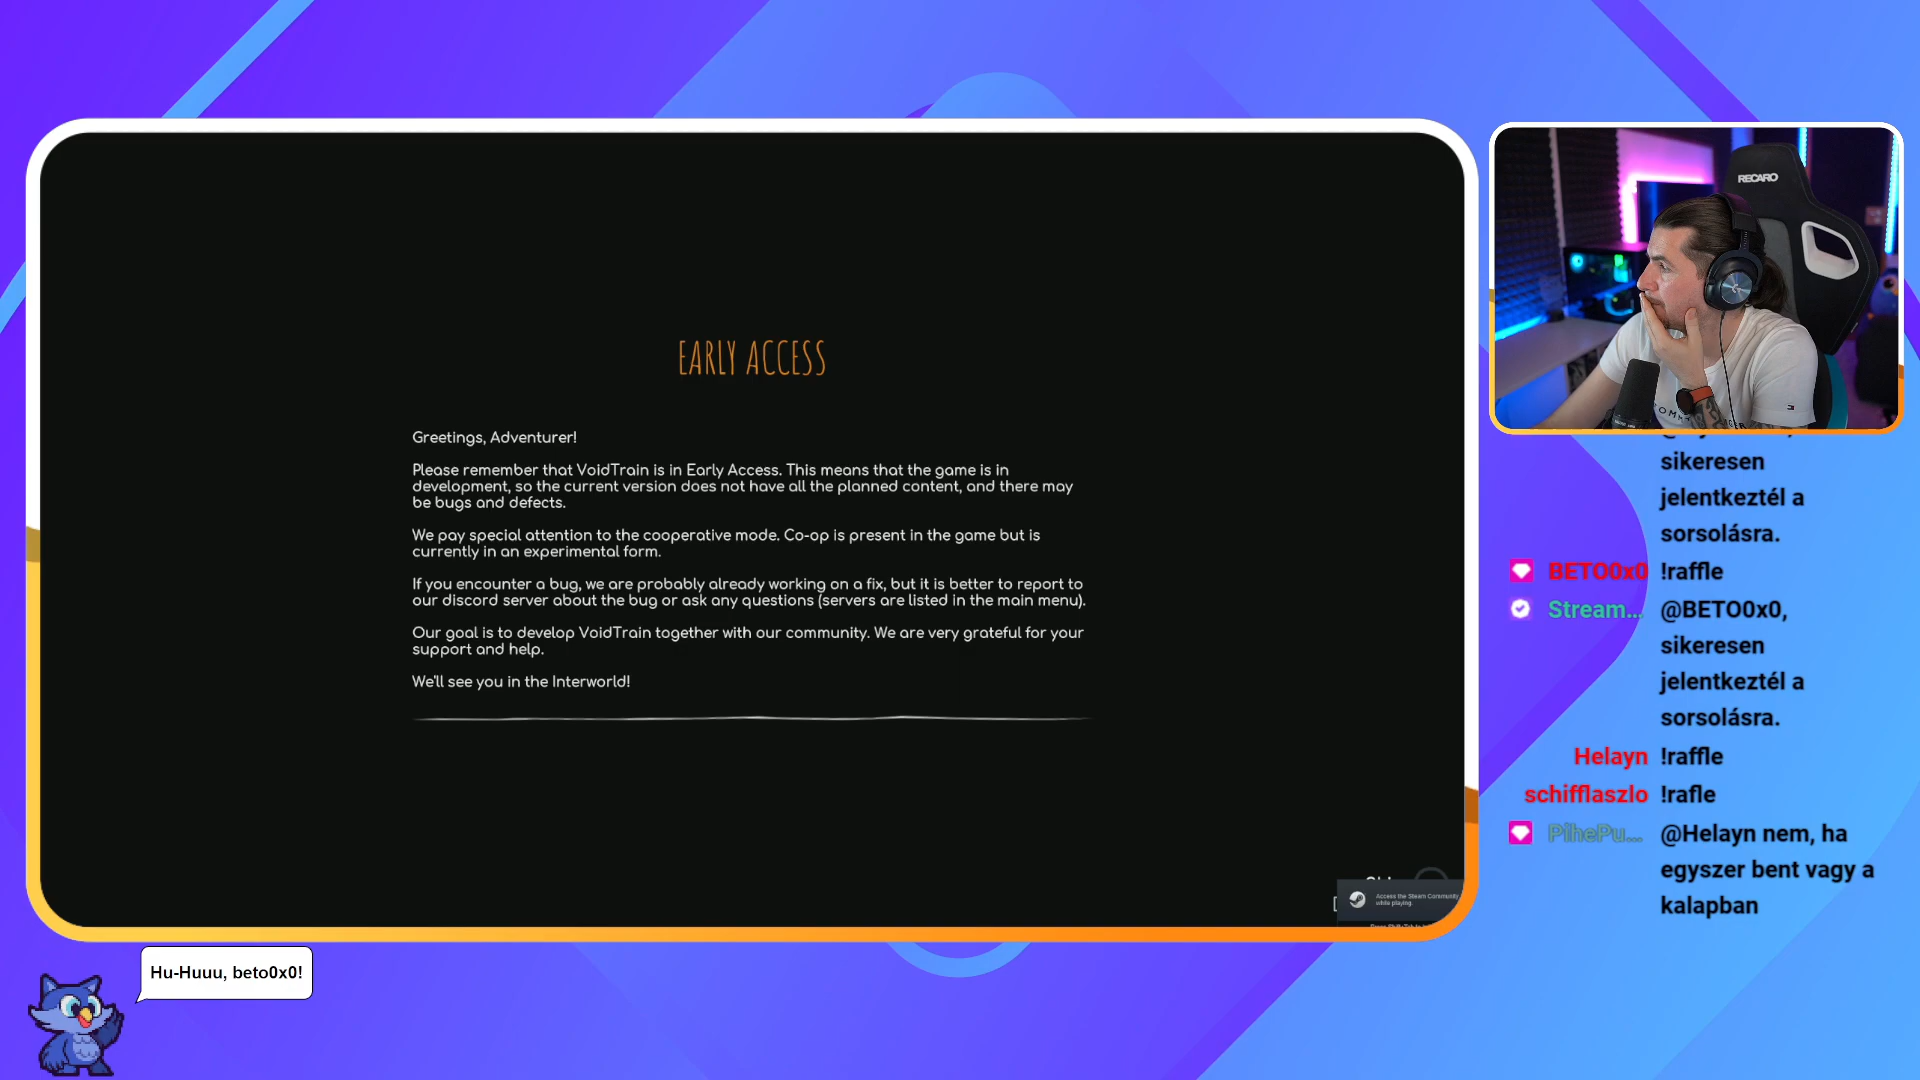 EARLY ACCESS
Greetings, Adventurer!
Please remember that VoidTrain is in Early Access. This means that the game is in
development, so the current version does not have all the planned content, and there may
be bugs and defects.
We pay special attention to the cooperative mode. Co-op is present in the game but is
currently in an experimental form.
If you encounter a bug, we are probably already working on a fix, but it is better to report to
our discord server about the bug or ask any questions (servers are listed in the main menu).
Our goal is to develop VoidTrain together with our community. We are very grateful for your
support and help.
We'll see you in the Interworld!
Access the Steam Community
while playing.
RECARO
sikeresen
jelentkeztél a
sorsolásra.
BETO0x0 !raffle
Stream... @BETO0x0,
sikeresen
jelentkeztél a
sorsolásra.
Helayn !raffle
schifflaszlo !rafle
PihePu... @Helayn nem, ha
egyszer bent vagy a
kalapban
Hu-Huuu, beto0x0!